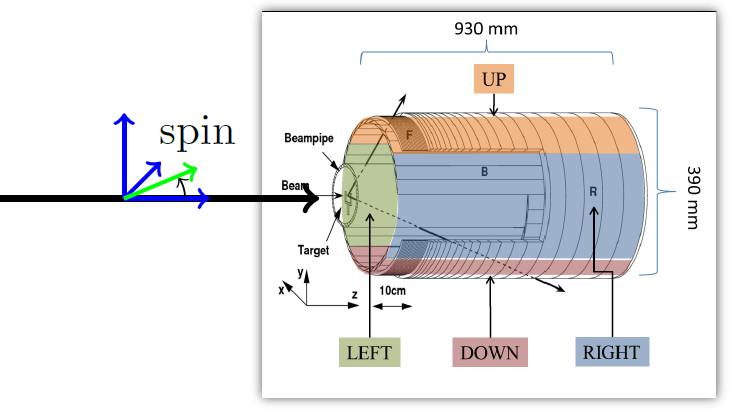 930 mm
UP
spin
Beampipe
F
B
Beam
R
390 mm
Target
y
x
z
10cm
LEFT
DOWN
RIGHT